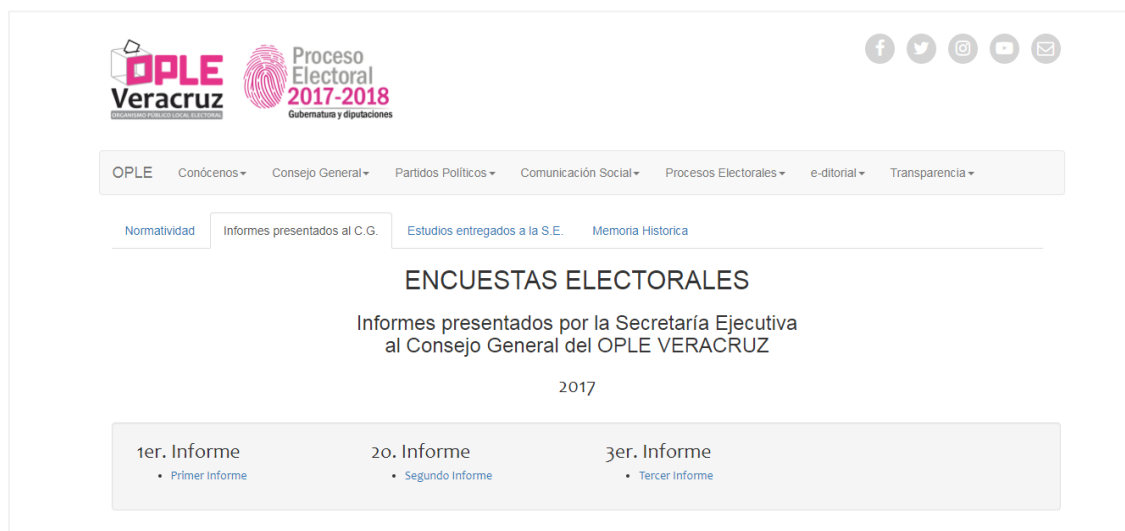 OPLE
Veracruz
ORGANISMO PÚBLICO LOCAL ELECTORAL
Proceso
Electoral
2017-2018
Gubernatura y diputaciones
OPLE Conócenos Consejo General Partidos Políticos Comunicación Social Procesos Electorales e-ditorial Transparencia
Normatividad Informes presentados al C.G. Estudios entregados a la S.E. Memoria Historica
ENCUESTAS ELECTORALES
Informes presentados por la Secretaría Ejecutiva
al Consejo General del OPLE VERACRUZ
2017
1er. Informe 2o. Informe 3er. Informe
• Primer Informe • Segundo Informe • Tercer Informe